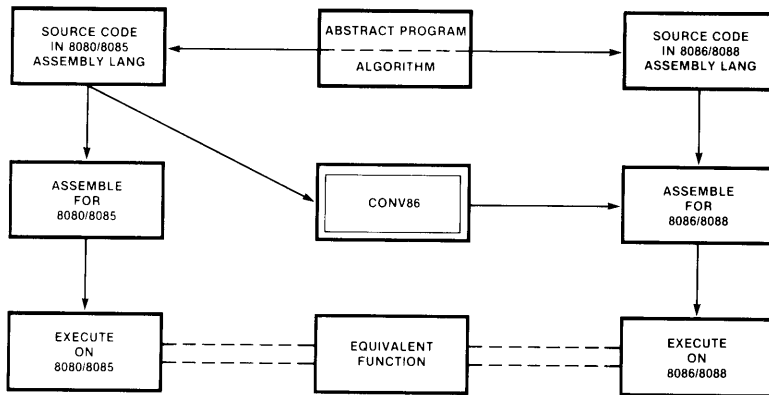 SOURCE CODE
IN 8080/8085
ASSEMBLY LANG
ABSTRACT PROGRAM
ALGORITHM
SOURCE CODE
IN 8086/8088
ASSEMBLY LANG
ASSEMBLE
FOR
8080/8085
CONV86
ASSEMBLE
FOR
8086/8088
EXECUTE
ON
8080/8085
EQUIVALENT
FUNCTION
EXECUTE
ON
8086/8088